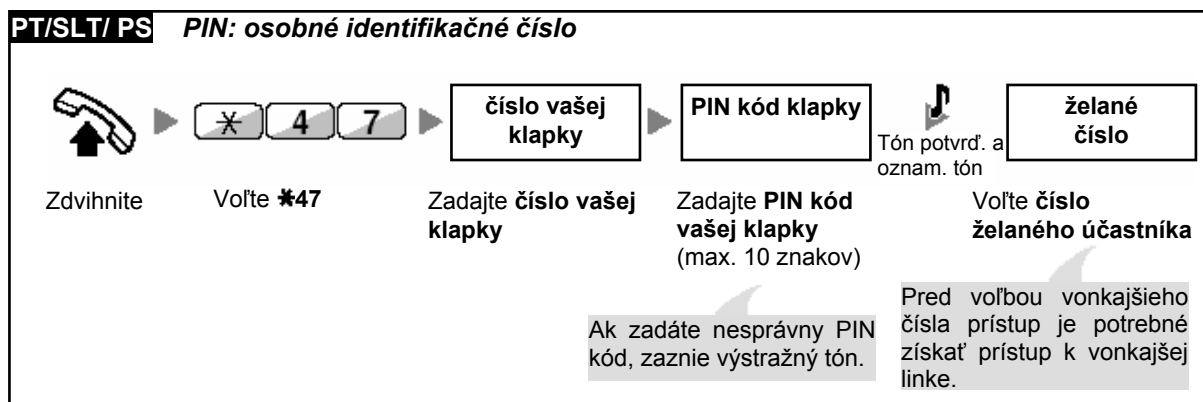 PT/SLT/ PS PIN: osobné identifikačné číslo
číslo vašej
klapky
PIN kód klapky
želané
číslo
✳ 4 7
Tón potvrď. a
oznam. tón
Zdvihnite
Voľte ✱47
Zadajte číslo vašej
klapky
Zadajte PIN kód
vašej klapky
(max. 10 znakov)
Voľte číslo
želaného účastníka
Ak zadáte nesprávny PIN
kód, zaznie výstražný tón.
Pred voľbou vonkajšieho
čísla prístup je potrebné
získať prístup k vonkajšej
linke.